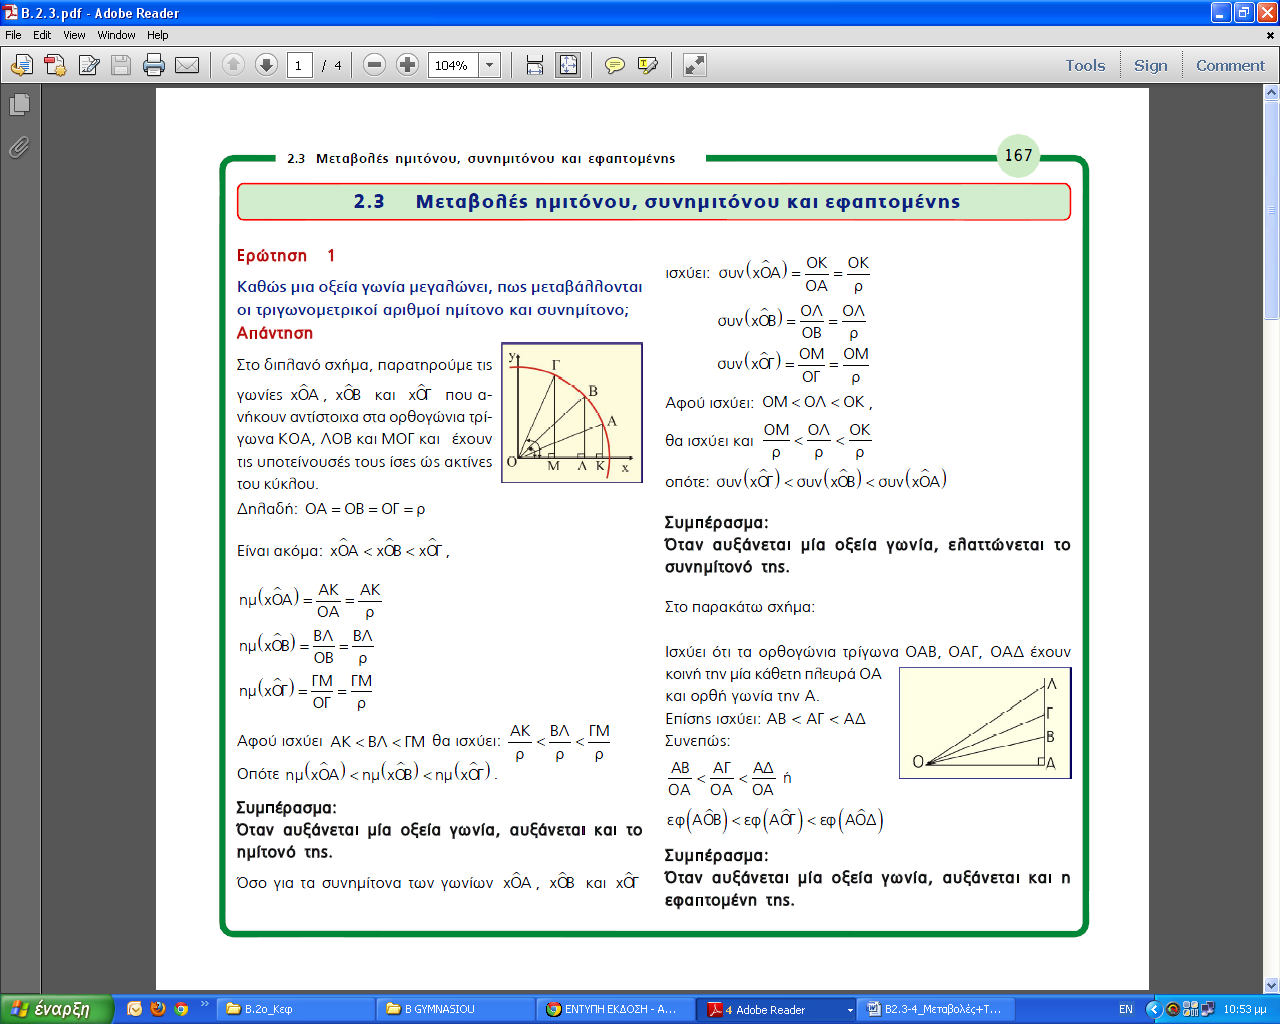 B.2.3.pdf - Adobe Reader
File Edit View Window Help
1 / 4 104% Tools Sign Comment
2.3 Μεταβολές ημιτόνου, συνημιτόνου και εφαπτομένης 167
2.3 Μεταβολές ημιτόνου, συνημιτόνου και εφαπτομένης
Ερώτηση 1
Καθώς μια οξεία γωνία μεγαλώνει, πως μεταβάλλονται
οι τριγωνομετρικοί αριθμοί ημίτονο και συνημίτονο;
Απάντηση
Στο διπλανό σχήμα, παρατηρούμε τις
γωνίες xÔA , xÔB και xÔΓ που α-
νήκουν αντίστοιχα στα ορθογώνια τρί-
γωνα ΚΟΑ, ΛΟΒ και ΜΟΓ και έχουν
τις υποτείνουσές τους ίσες ώς ακτίνες
του κύκλου.
y Γ B A O M Λ K x
Δηλαδή: ΟΑ = ΟΒ = ΟΓ = ρ
Είναι ακόμα: xÔA < xÔB < xÔΓ ,
ημ(xÔA) = ΑΚ/ΟΑ = ΑΚ/ρ
ημ(xÔB) = ΒΛ/ΟΒ = ΒΛ/ρ
ημ(xÔΓ) = ΓΜ/ΟΓ = ΓΜ/ρ
Αφού ισχύει ΑΚ < ΒΛ < ΓΜ θα ισχύει: ΑΚ/ρ < ΒΛ/ρ < ΓΜ/ρ
Οπότε ημ(xÔA) < ημ(xÔB) < ημ(xÔΓ) .
Συμπέρασμα:
Όταν αυξάνεται μία οξεία γωνία, αυξάνεται και το
ημίτονό της.
Όσο για τα συνημίτονα των γωνίων xÔA , xÔB και xÔΓ
ισχύει: συν(xÔA) = ΟΚ/ΟΑ = ΟΚ/ρ
συν(xÔB) = ΟΛ/ΟΒ = ΟΛ/ρ
συν(xÔΓ) = ΟΜ/ΟΓ = ΟΜ/ρ
Αφού ισχύει: ΟΜ < ΟΛ < ΟΚ ,
θα ισχύει και ΟΜ/ρ < ΟΛ/ρ < ΟΚ/ρ
οπότε: συν(xÔΓ) < συν(xÔB) < συν(xÔA)
Συμπέρασμα:
Όταν αυξάνεται μία οξεία γωνία, ελαττώνεται το
συνημίτονό της.
Στο παρακάτω σχήμα:
Ισχύει ότι τα ορθογώνια τρίγωνα ΟΑΒ, ΟΑΓ, ΟΑΔ έχουν
κοινή την μία κάθετη πλευρά ΟΑ
και ορθή γωνία την Α.
Επίσης ισχύει: ΑΒ < ΑΓ < ΑΔ
Συνεπώς:
Λ Γ Β Ο Α
ΑΒ/ΟΑ < ΑΓ/ΟΑ < ΑΔ/ΟΑ ή
εφ(AÔB) < εφ(AÔΓ) < εφ(AÔΔ)
Συμπέρασμα:
Όταν αυξάνεται μία οξεία γωνία, αυξάνεται και η
εφαπτομένη της.
έναρξη » B.2ο_Κεφ B GYMNASIOU ΕΝΤΥΠΗ ΕΚΔΟΣΗ - Α... 4 Adobe Reader B2.3-4_Μεταβολές+Τ... EN 10:53 μμ